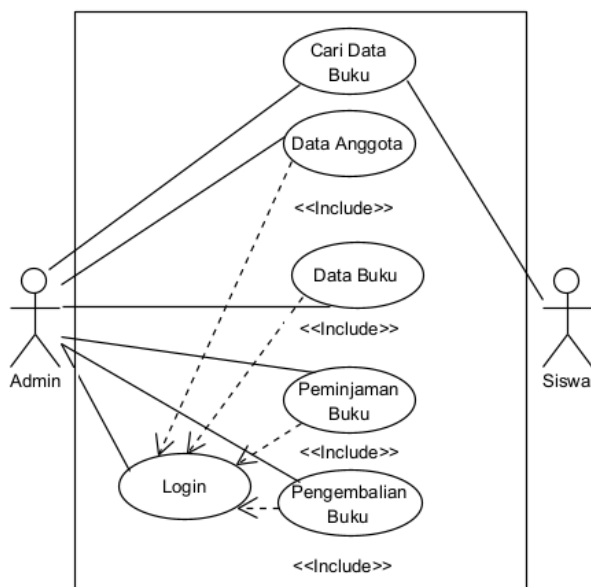 Cari Data
Buku
Data Anggota
<<Include>>
Data Buku
<<Include>>
Admin
Siswa
Peminjaman
Buku
<<Include>>
Login
Pengembalian
Buku
<<Include>>